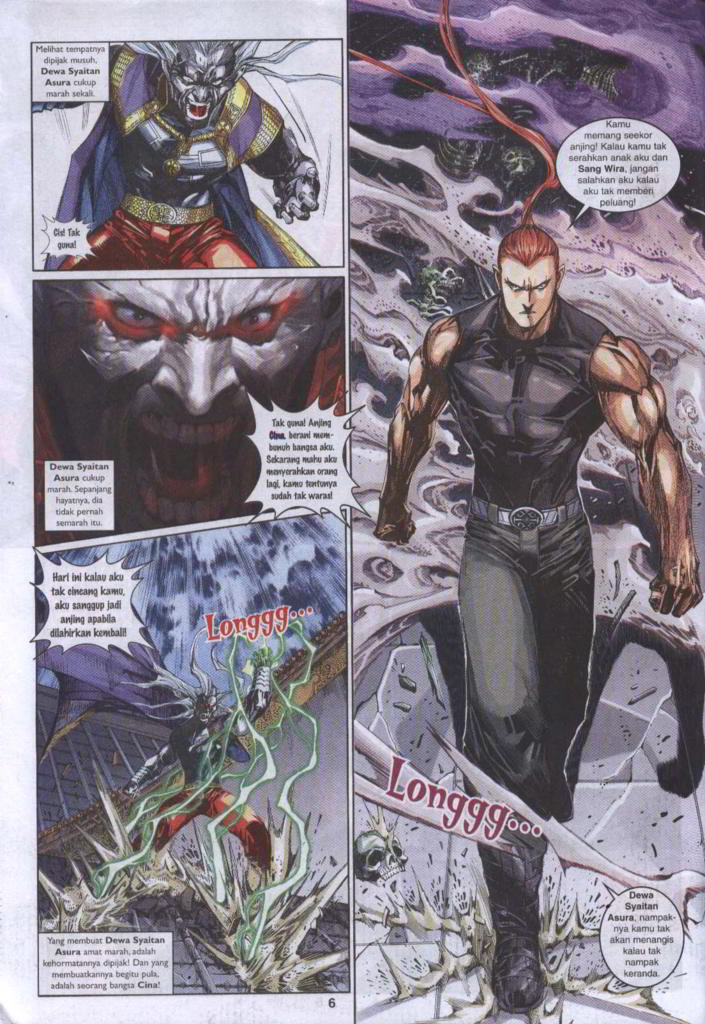 Melihat tempatnya
dipijak musuh,
Dewa Syaitan
Asura cukup
marah sekali.
Cis! Tak
guna!
Tak guna! Anjing
Cina, berani mem-
bunuh bangsa aku.
Sekarang mahu aku
menyerahkan orang
lagi, kamu tentunya
sudah tak waras!
Dewa Syaitan
Asura cukup
marah. Sepanjang
hayatnya, dia
tidak pernah
semarah itu.
Hari ini kalau aku
tak cincang kamu,
aku sanggup jadi
anjing apabila
dilahirkan kembali!
Longgg...
Yang membuat Dewa Syaitan
Asura amat marah, adalah
kehormatannya dipijak! Dan yang
membuatkannya begitu pula,
adalah seorang bangsa Cina!
6
Kamu
memang seekor
anjing! Kalau kamu tak
serahkan anak aku dan
Sang Wira, jangan
salahkan aku kalau
aku tak memberi
peluang!
Longgg...
Dewa
Syaitan
Asura, nampak-
nya kamu tak
akan menangis
kalau tak
nampak
keranda.